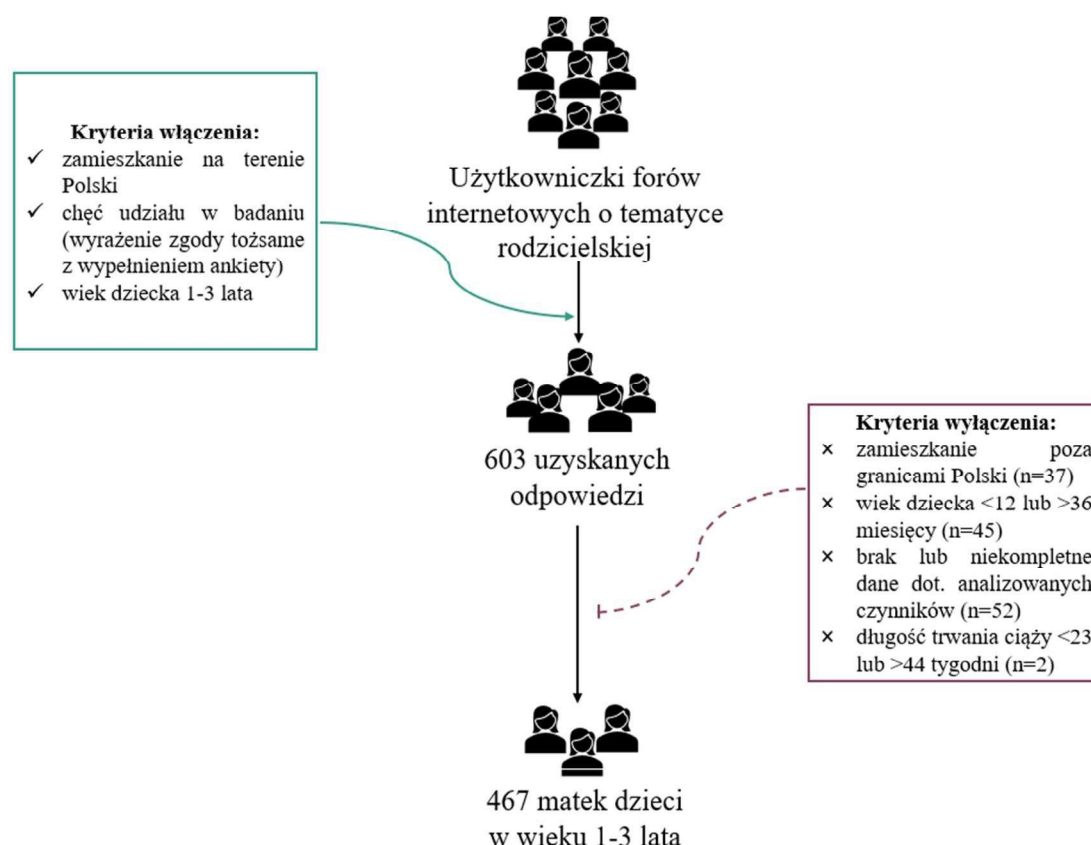 Użytkowniczki forów
internetowych o tematyce
rodzicielskiej
Kryteria włączenia:
✓ zamieszkanie na terenie
Polski
✓ chęć udziału w badaniu
(wyrażenie zgody tożsame
z wypełnieniem ankiety)
✓ wiek dziecka 1-3 lata
603 uzyskanych
odpowiedzi
Kryteria wyłączenia:
× zamieszkanie poza
granicami Polski (n=37)
× wiek dziecka <12 lub >36
miesięcy (n=45)
× brak lub niekompletne
dane dot. analizowanych
czynników (n=52)
× długość trwania ciąży <23
lub >44 tygodni (n=2)
467 matek dzieci
w wieku 1-3 lata